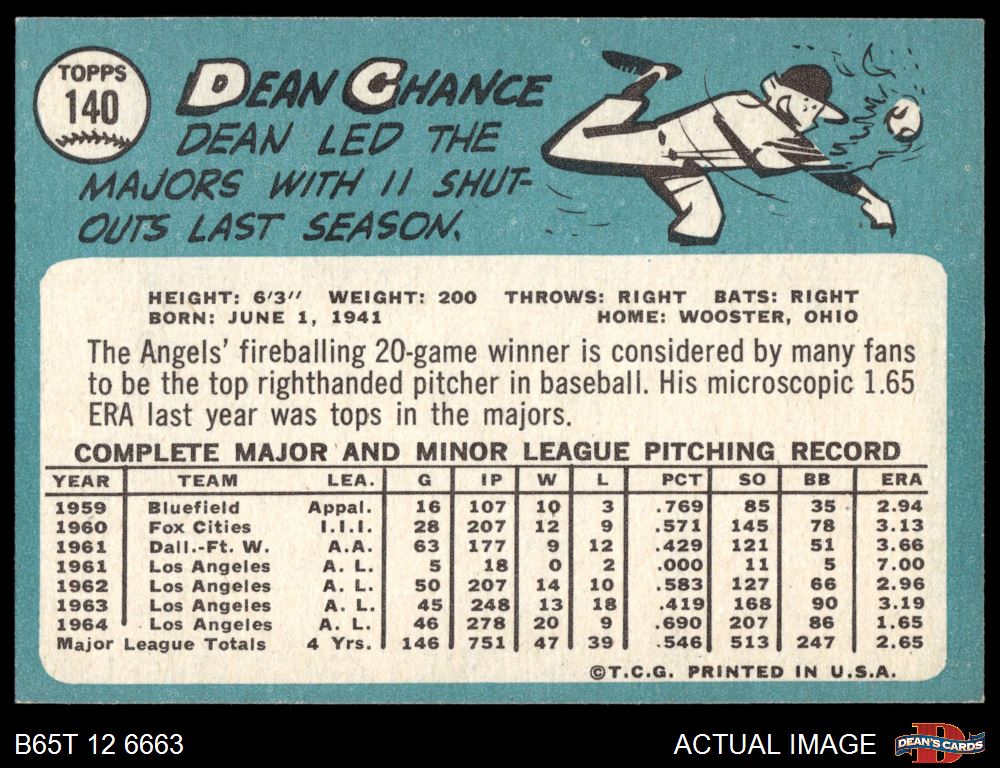 TOPPS
140
DEAN CHANCE
DEAN LED THE
MAJORS WITH 11 SHUT-
OUTS LAST SEASON.
HEIGHT: 6'3" WEIGHT: 200 THROWS: RIGHT BATS: RIGHT
BORN: JUNE 1, 1941 HOME: WOOSTER, OHIO
The Angels' fireballing 20-game winner is considered by many fans
to be the top righthanded pitcher in baseball. His microscopic 1.65
ERA last year was tops in the majors.
COMPLETE MAJOR AND MINOR LEAGUE PITCHING RECORD
YEAR TEAM LEA. G IP W L PCT SO BB ERA
1959 Bluefield Appal. 16 107 10 3 .769 85 35 2.94
1960 Fox Cities I.I.I. 28 207 12 9 .571 145 78 3.13
1961 Dall.-Ft. W. A.A. 63 177 9 12 .429 121 51 3.66
1961 Los Angeles A. L. 5 18 0 2 .000 11 5 7.00
1962 Los Angeles A. L. 50 207 14 10 .583 127 66 2.96
1963 Los Angeles A. L. 45 248 13 18 .419 168 90 3.19
1964 Los Angeles A. L. 46 278 20 9 .690 207 86 1.65
Major League Totals 4 Yrs. 146 751 47 39 .546 513 247 2.65
©T.C.G. PRINTED IN U.S.A.
B65T 12 6663
ACTUAL IMAGE
D
DEAN'S CARDS